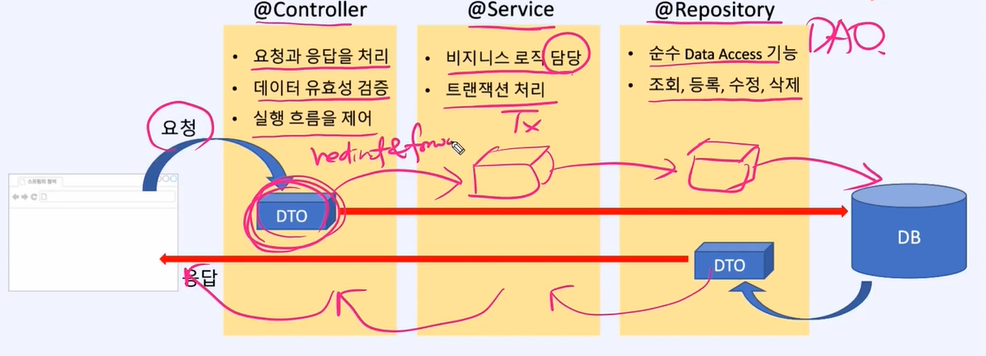 @Controller
@Service
@Repository
DAO
• 요청과 응답을 처리
• 데이터 유효성 검증
• 실행 흐름을 제어
• 비지니스 로직 담당
• 트랜잭션 처리
Tx
• 순수 Data Access 기능
• 조회, 등록, 수정, 삭제
요청
스프링의 정석
DTO
DB
DTO
응답